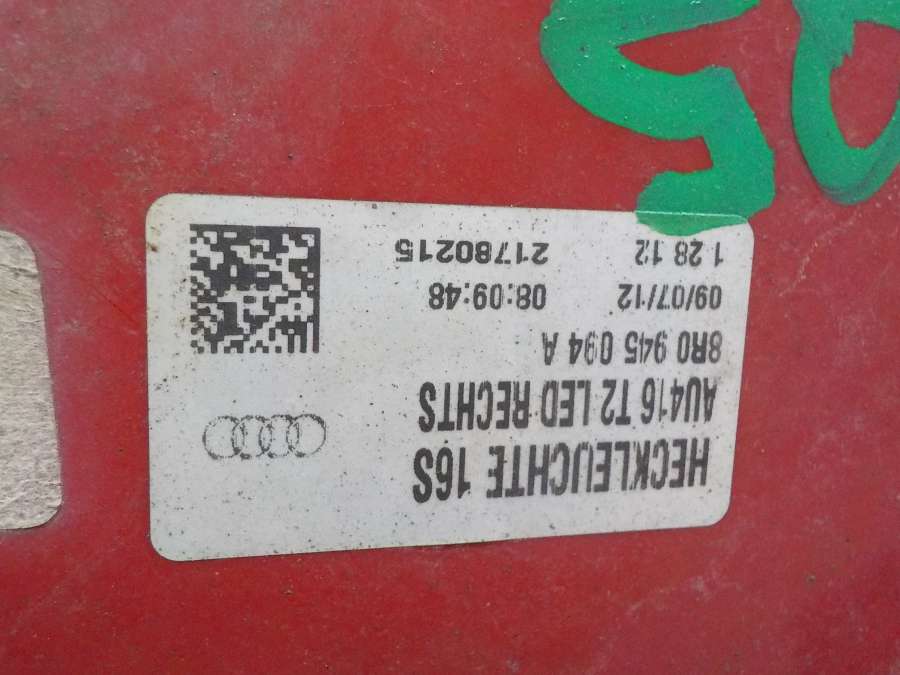 HECKLEUCHTE 16S
AU416 T2 LED RECHTS
8R0 945 094 A
09/07/12 08:09:48
1 28 12 21780215